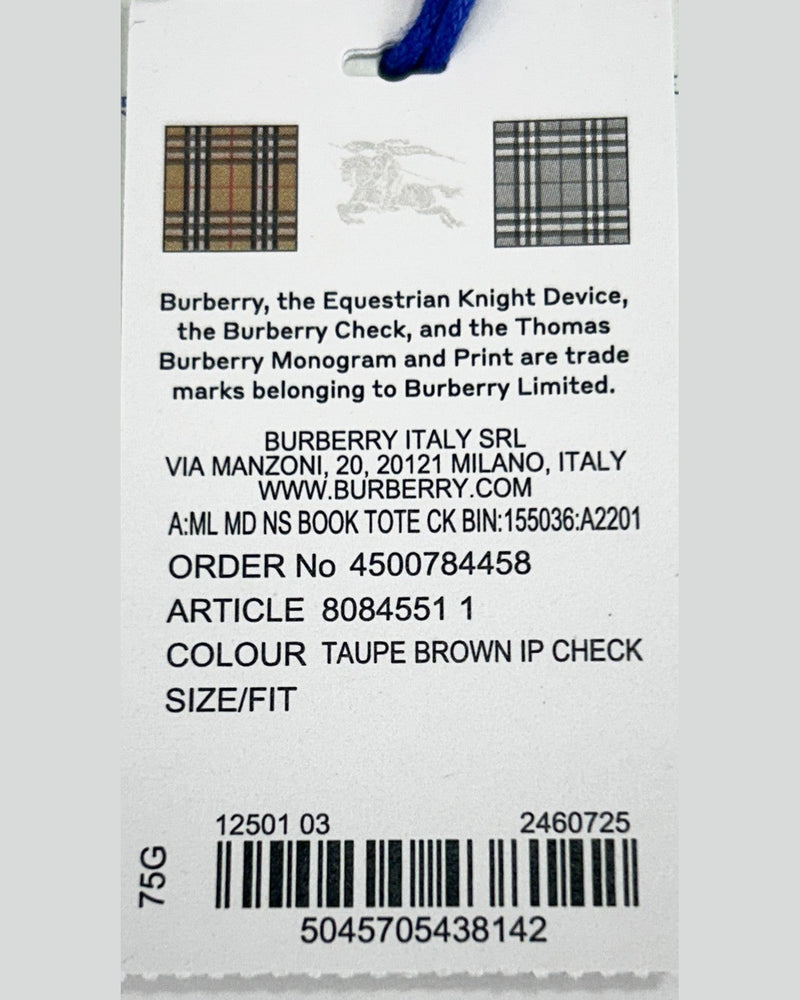 Burberry, the Equestrian Knight Device,
the Burberry Check, and the Thomas
Burberry Monogram and Print are trade
marks belonging to Burberry Limited.
BURBERRY ITALY SRL
VIA MANZONI, 20, 20121 MILANO, ITALY
WWW.BURBERRY.COM
A:ML MD NS BOOK TOTE CK BIN:155036:A2201
ORDER No 4500784458
ARTICLE 8084551 1
COLOUR TAUPE BROWN IP CHECK
SIZE/FIT
12501 03 2460725
75G
5045705438142